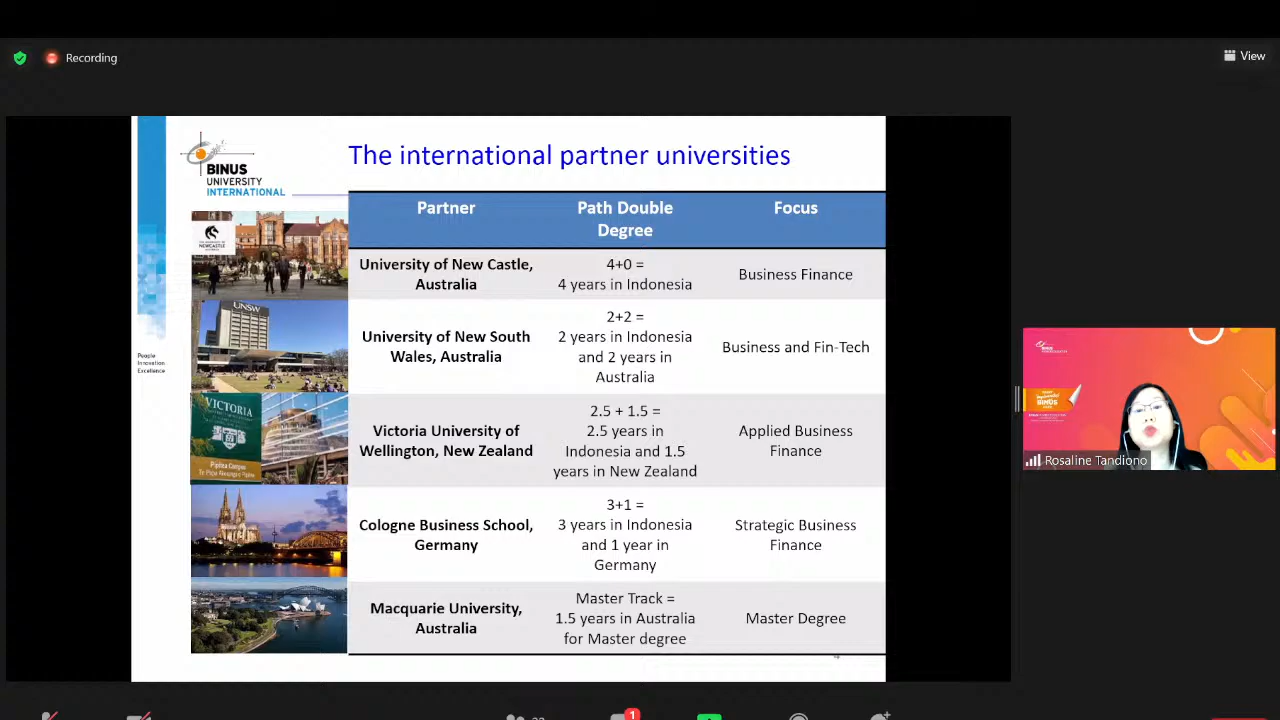 Recording
View
BINUS
UNIVERSITY
INTERNATIONAL
The international partner universities
Partner
Path Double
Degree
Focus
University of New Castle,
Australia
4+0 =
4 years in Indonesia
Business Finance
UNSW
University of New South
Wales, Australia
2+2 =
2 years in Indonesia
and 2 years in
Australia
Business and Fin-Tech
People
Innovation
Excellence
VICTORIA
Victoria University of
Wellington, New Zealand
2.5 + 1.5 =
2.5 years in
Indonesia and 1.5
years in New Zealand
Applied Business
Finance
Cologne Business School,
Germany
3+1 =
3 years in Indonesia
and 1 year in
Germany
Strategic Business
Finance
Macquarie University,
Australia
Master Track =
1.5 years in Australia
for Master degree
Master Degree
BINUS
Rosaline Tandiono
1